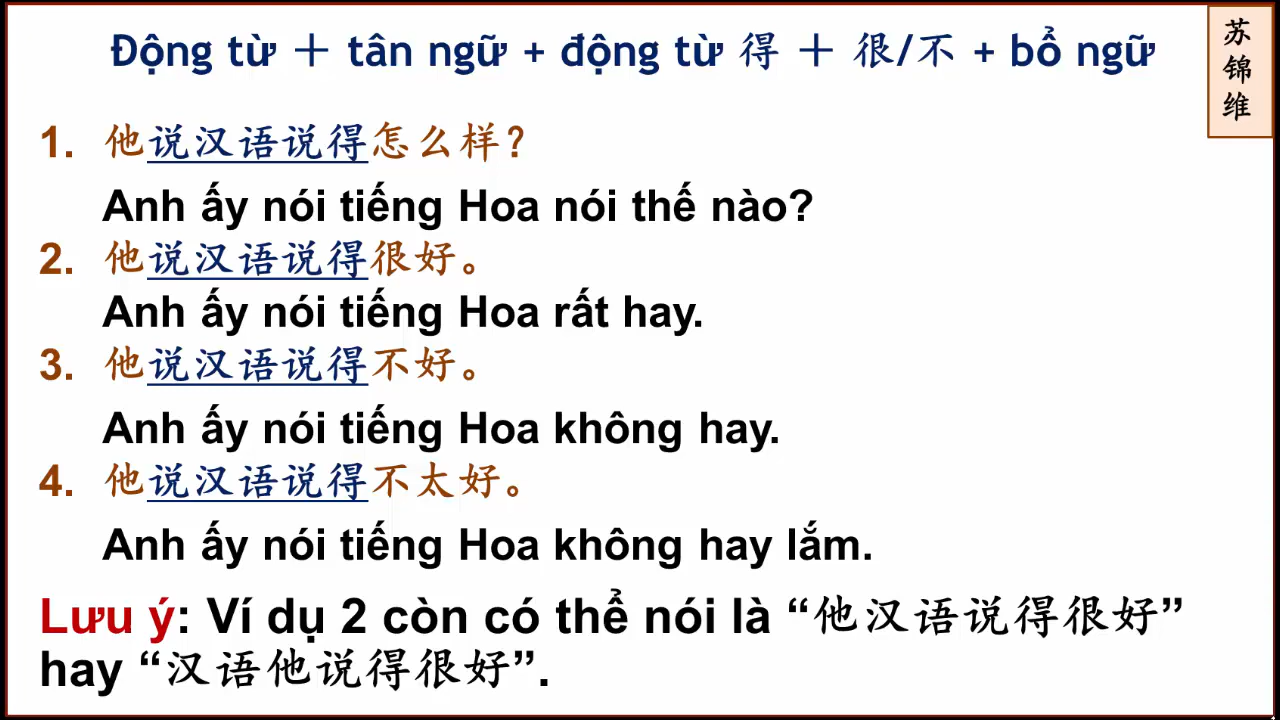 Động từ ＋ tân ngữ + động từ 得 ＋ 很/不 + bổ ngữ
苏
锦
维
1. 他说汉语说得怎么样？
Anh ấy nói tiếng Hoa nói thế nào?
2. 他说汉语说得很好。
Anh ấy nói tiếng Hoa rất hay.
3. 他说汉语说得不好。
Anh ấy nói tiếng Hoa không hay.
4. 他说汉语说得不太好。
Anh ấy nói tiếng Hoa không hay lắm.
Lưu ý: Ví dụ 2 còn có thể nói là “他汉语说得很好”
hay “汉语他说得很好”.